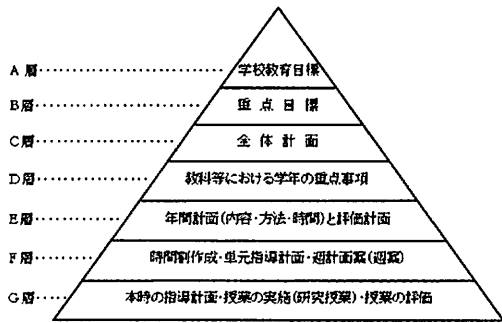 A層 学校教育目標
B層 重点目標
C層 全体計画
D層 教科等における学年の重点事項
E層 年間計画(内容・方法・時間)と評価計画
F層 時間割作成・単元指導計画・週計画案(週案)
G層 本時の指導計画・授業の実施(研究授業)・授業の評価